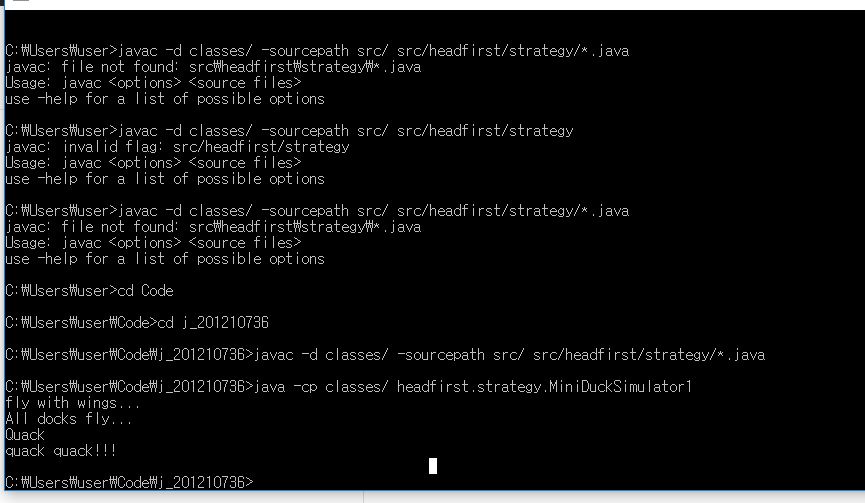 C:₩Users₩user>javac -d classes/ -sourcepath src/ src/headfirst/strategy/*.java
javac: file not found: src₩headfirst₩strategy₩*.java
Usage: javac <options> <source files>
use -help for a list of possible options
C:₩Users₩user>javac -d classes/ -sourcepath src/ src/headfirst/strategy
javac: invalid flag: src/headfirst/strategy
Usage: javac <options> <source files>
use -help for a list of possible options
C:₩Users₩user>javac -d classes/ -sourcepath src/ src/headfirst/strategy/*.java
javac: file not found: src₩headfirst₩strategy₩*.java
Usage: javac <options> <source files>
use -help for a list of possible options
C:₩Users₩user>cd Code
C:₩Users₩user₩Code>cd j_201210736
C:₩Users₩user₩Code₩j_201210736>javac -d classes/ -sourcepath src/ src/headfirst/strategy/*.java
C:₩Users₩user₩Code₩j_201210736>java -cp classes/ headfirst.strategy.MiniDuckSimulator1
fly with wings...
All docks fly...
Quack
quack quack!!!
C:₩Users₩user₩Code₩j_201210736>